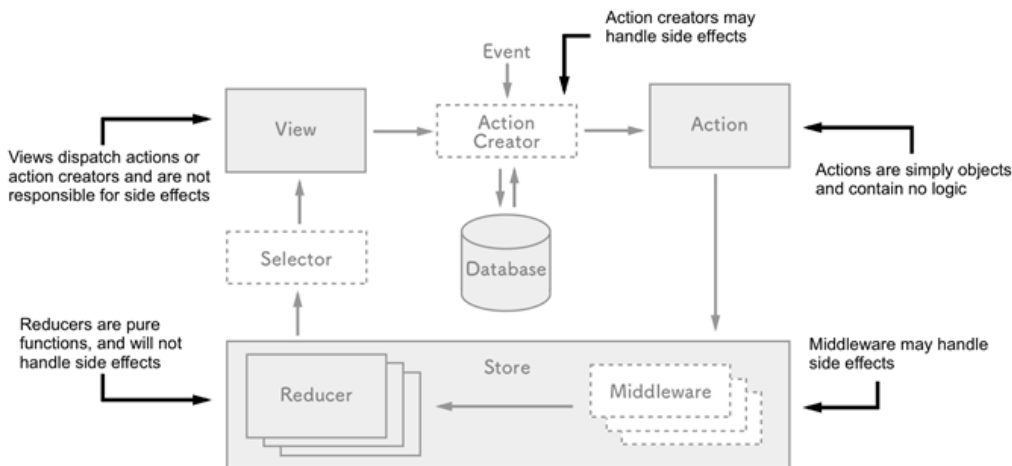 Action creators may
handle side effects
Event
View
Action
Creator
Action
Views dispatch actions or
action creators and are not
responsible for side effects
Actions are simply objects
and contain no logic
Selector
Database
Reducers are pure
functions, and will not
handle side effects
Middleware may handle
side effects
Store
Reducer
Middleware